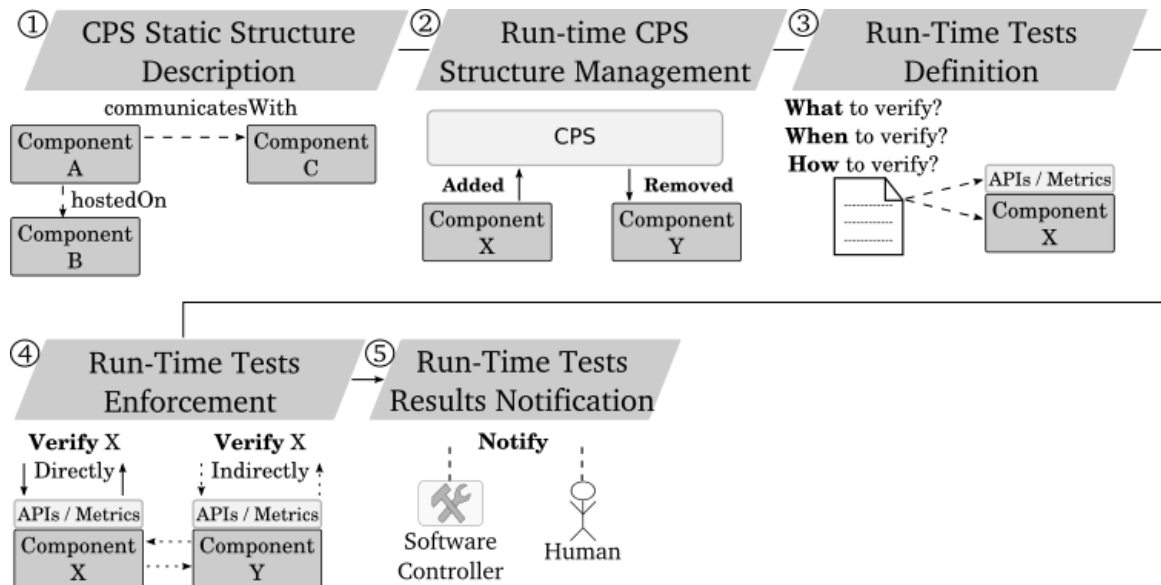 ① CPS Static Structure
Description
communicatesWith
Component
A
Component
C
hostedOn
Component
B
② Run-time CPS
Structure Management
CPS
Added
Removed
Component
X
Component
Y
③ Run-Time Tests
Definition
What to verify?
When to verify?
How to verify?
APIs / Metrics
Component
X
④ Run-Time Tests
Enforcement
Verify X
Directly
APIs / Metrics
Component
X
Verify X
Indirectly
APIs / Metrics
Component
Y
⑤ Run-Time Tests
Results Notification
Notify
Software
Controller
Human